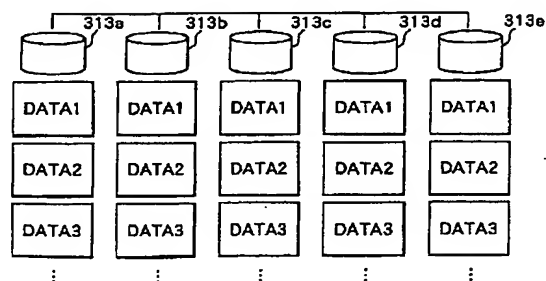 313a 313b 313c 313d 313e
DATA1 DATA1 DATA1 DATA1 DATA1
DATA2 DATA2 DATA2 DATA2 DATA2
DATA3 DATA3 DATA3 DATA3 DATA3
⋮ ⋮ ⋮ ⋮ ⋮